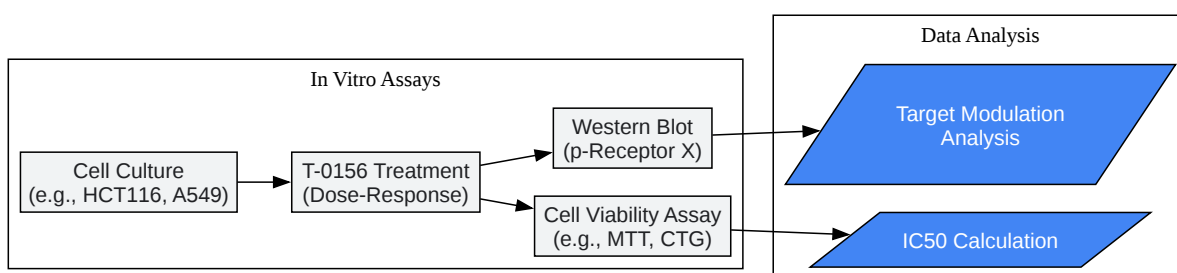 Data Analysis
In Vitro Assays
Target Modulation
Analysis
Western Blot
(p-Receptor X)
Cell Culture
(e.g., HCT116, A549)
T-0156 Treatment
(Dose-Response)
Cell Viability Assay
(e.g., MTT, CTG)
IC50 Calculation